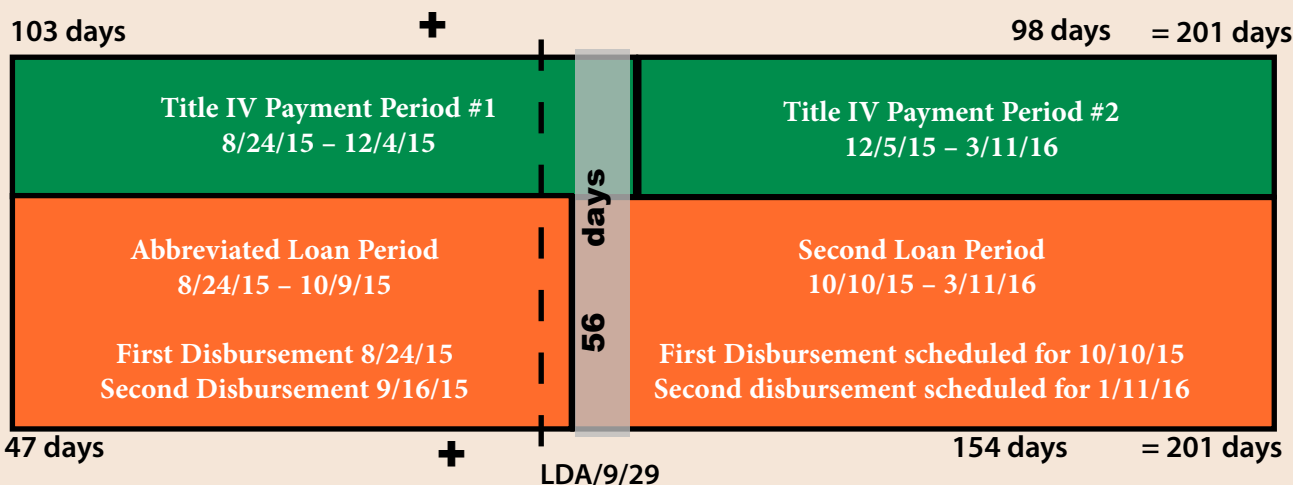 103 days + 98 days = 201 days
Title IV Payment Period #1
8/24/15 – 12/4/15
Title IV Payment Period #2
12/5/15 – 3/11/16
56 days
Abbreviated Loan Period
8/24/15 – 10/9/15
First Disbursement 8/24/15
Second Disbursement 9/16/15
Second Loan Period
10/10/15 – 3/11/16
First Disbursement scheduled for 10/10/15
Second disbursement scheduled for 1/11/16
47 days + 154 days = 201 days
LDA/9/29